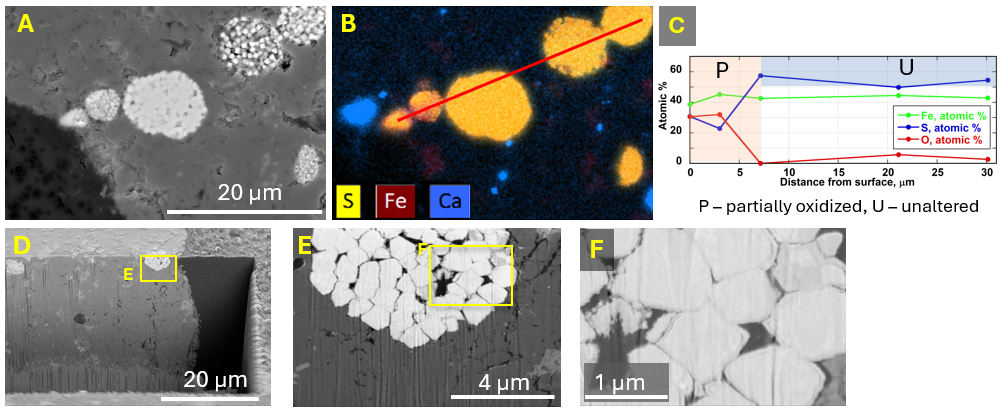 A
20 µm
B
S Fe Ca
C
P
U
60
40
20
0
Atomic %
Fe, atomic %
S, atomic %
O, atomic %
0 5 10 15 20 25 30
Distance from surface, µm
P – partially oxidized, U – unaltered
D
E
20 µm
E
F
4 µm
F
1 µm